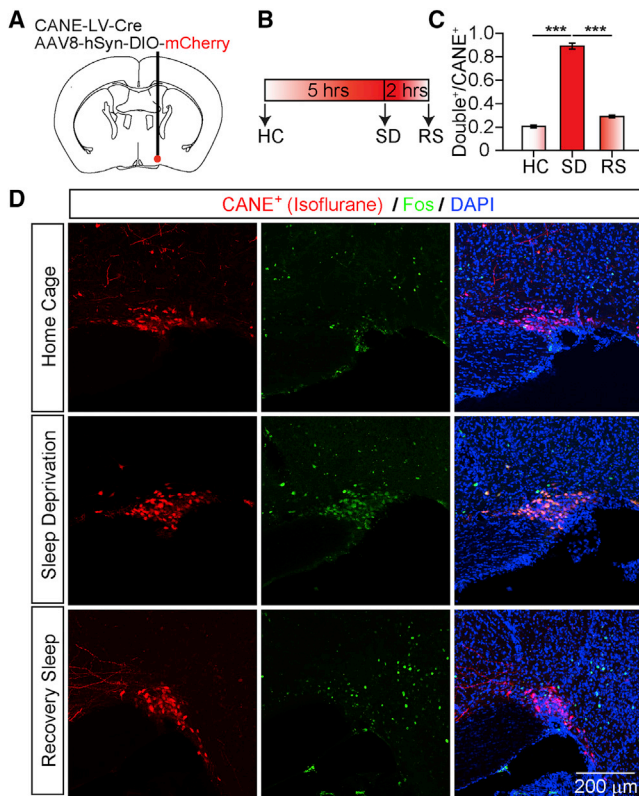 A
CANE-LV-Cre
AAV8-hSyn-DIO-mCherry
B
5 hrs
2 hrs
HC
SD
RS
C
Double⁺/CANE⁺
1.0
0.8
0.6
0.4
0.2
0
***
***
HC
SD
RS
D
CANE⁺ (Isoflurane) / Fos / DAPI
Home Cage
Sleep Deprivation
Recovery Sleep
200 μm